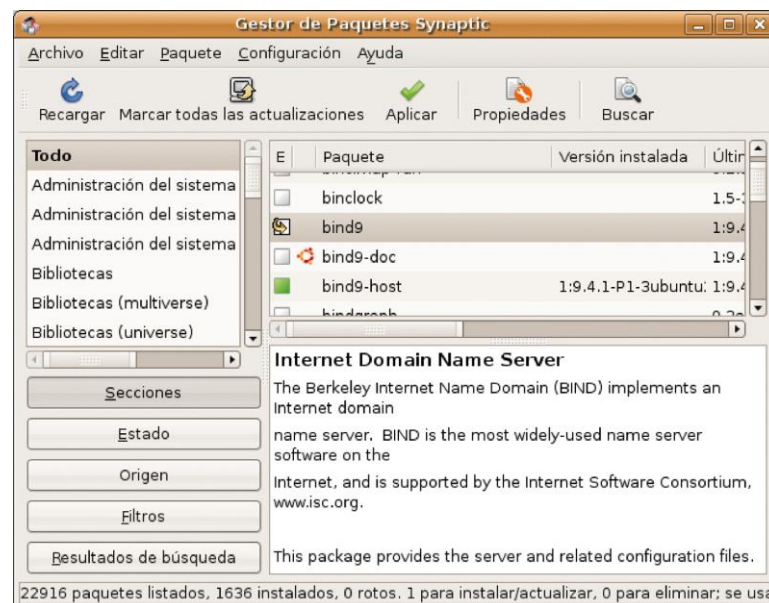 Gestor de Paquetes Synaptic
Archivo Editar Paquete Configuración Ayuda
Recargar Marcar todas las actualizaciones Aplicar Propiedades Buscar
Todo
Administración del sistema
Administración del sistema
Administración del sistema
Bibliotecas
Bibliotecas (multiverse)
Bibliotecas (universe)
Secciones
Estado
Origen
Filtros
Resultados de búsqueda
E Paquete Versión instalada Últin
binclock 1.5-
bind9 1:9.4
bind9-doc 1:9.4
bind9-host 1:9.4.1-P1-3ubuntu 1:9.4
Internet Domain Name Server
The Berkeley Internet Name Domain (BIND) implements an
Internet domain
name server. BIND is the most widely-used name server
software on the
Internet, and is supported by the Internet Software Consortium,
www.isc.org.
This package provides the server and related configuration files.
22916 paquetes listados, 1636 instalados, 0 rotos. 1 para instalar/actualizar, 0 para eliminar; se usa